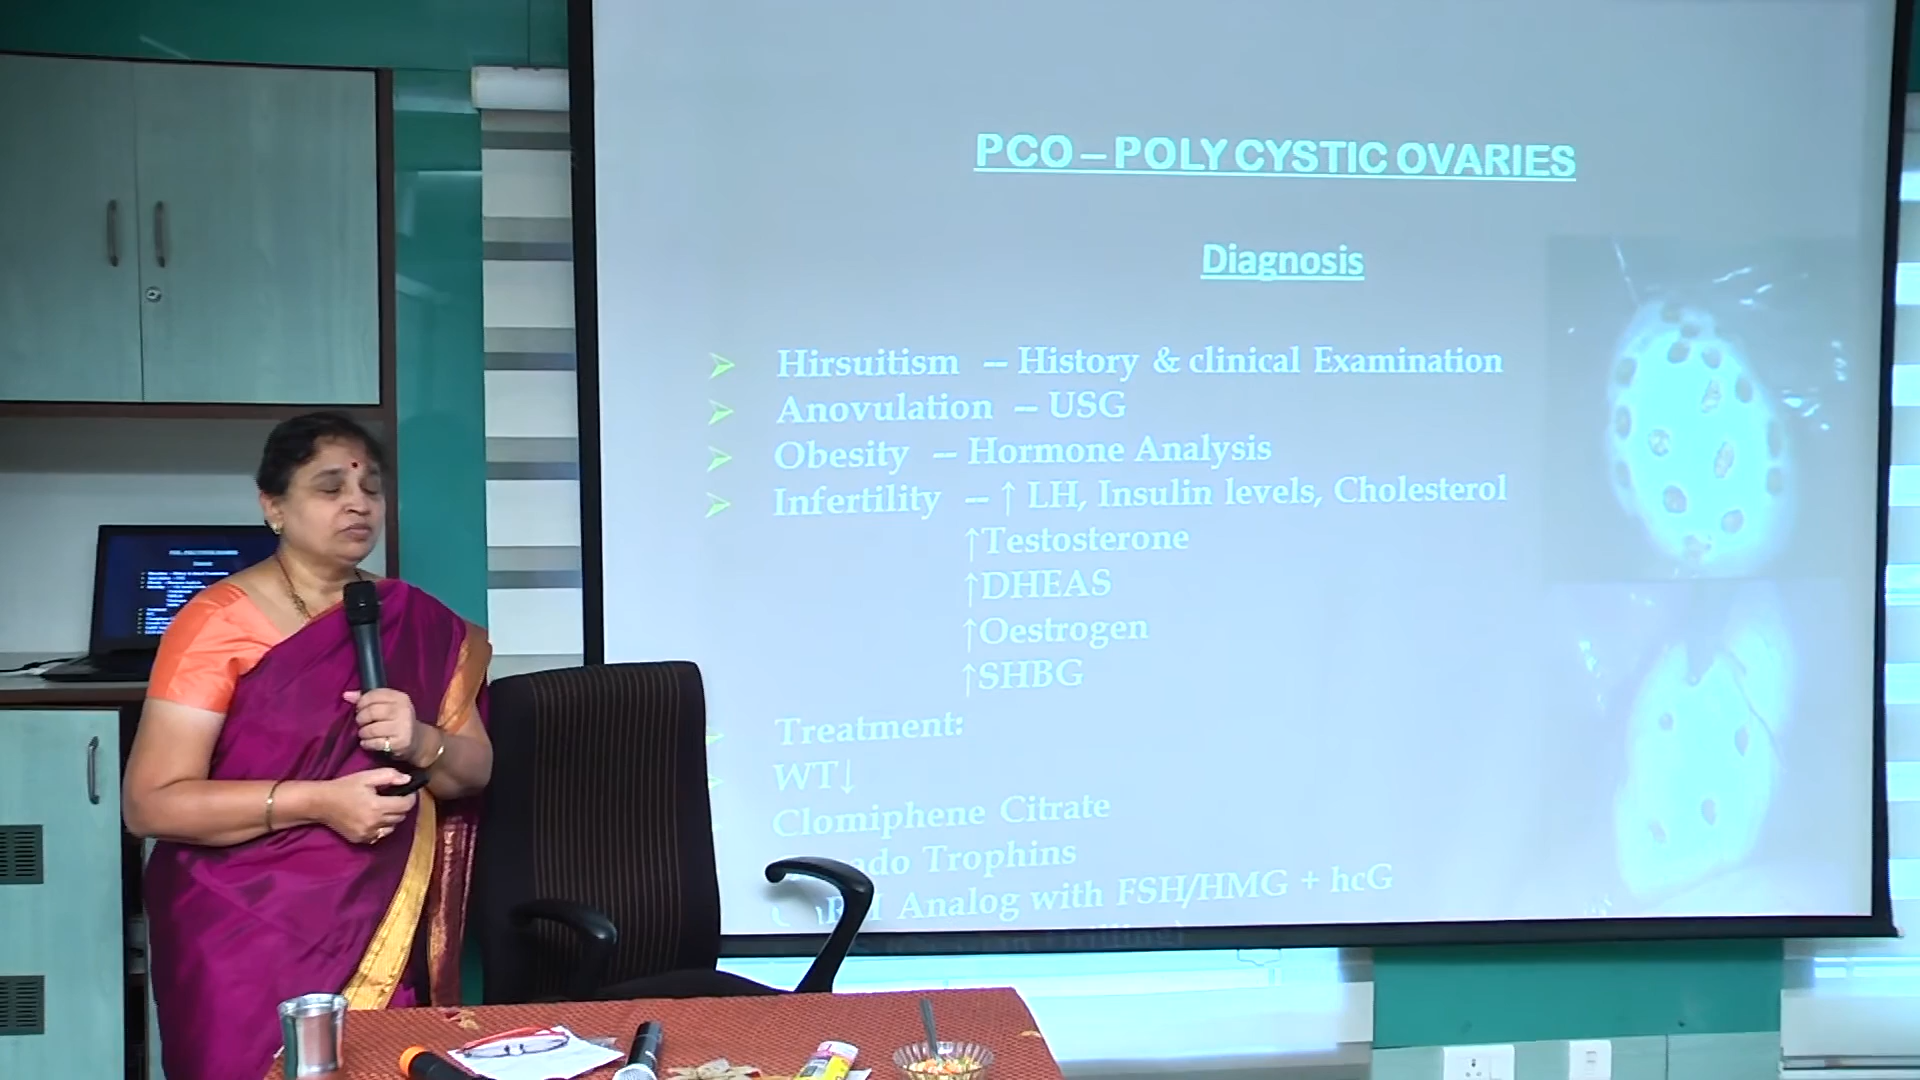 PCO – POLY CYSTIC OVARIES
Diagnosis
Hirsuitism – History & clinical Examination
Anovulation – USG
Obesity – Hormone Analysis
Infertility – ↑ LH, Insulin levels, Cholesterol
↑Testosterone
↑DHEAS
↑Oestrogen
↑SHBG
Treatment:
WT↓
Clomiphene Citrate
Trophins
Analog with FSH/HMG + hcG